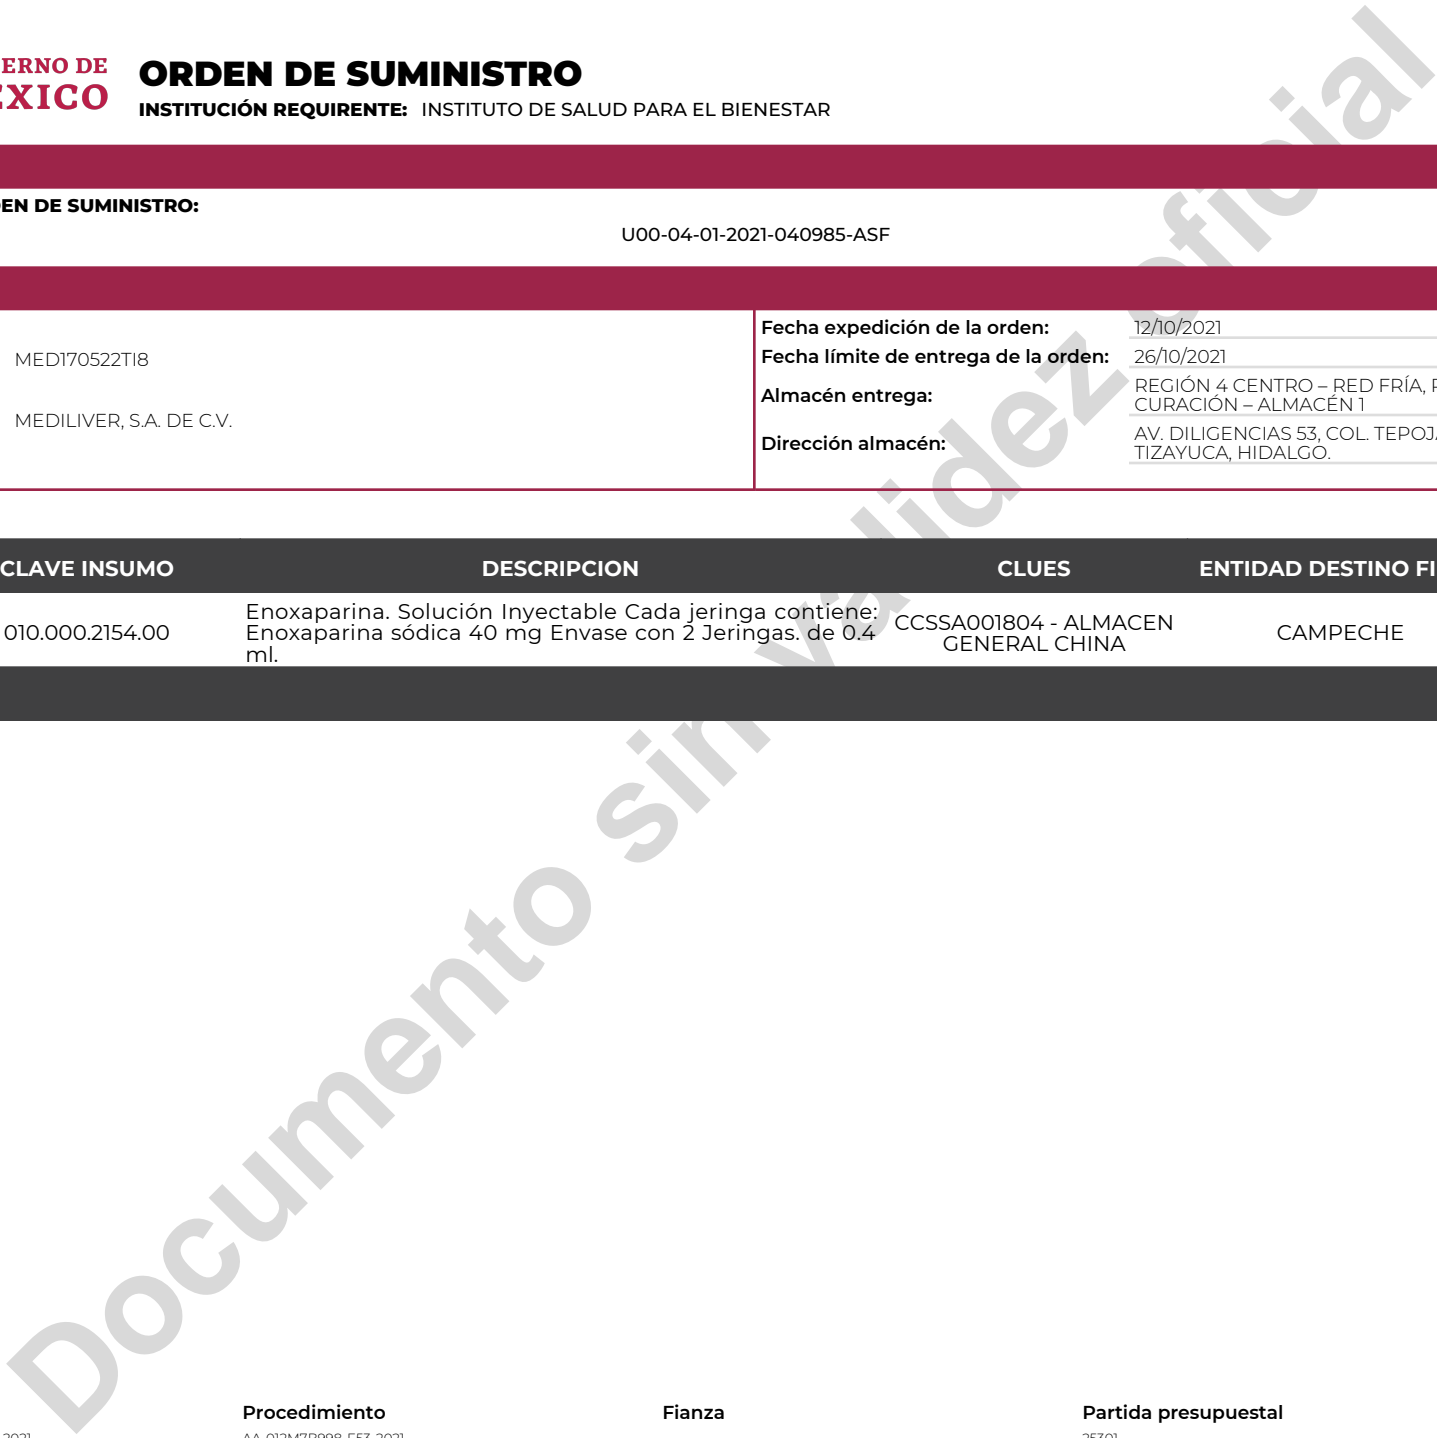 ERNO DE
ÉXICO
ORDEN DE SUMINISTRO
INSTITUCIÓN REQUIRENTE: INSTITUTO DE SALUD PARA EL BIENESTAR
EN DE SUMINISTRO:
U00-04-01-2021-040985-ASF
MED170522TI8
MEDILIVER, S.A. DE C.V.
Fecha expedición de la orden: 12/10/2021
Fecha límite de entrega de la orden: 26/10/2021
Almacén entrega: REGIÓN 4 CENTRO – RED FRÍA,
CURACIÓN – ALMACÉN 1
Dirección almacén: AV. DILIGENCIAS 53, COL. TEPOJ
TIZAYUCA, HIDALGO.
CLAVE INSUMO DESCRIPCION CLUES ENTIDAD DESTINO FI
010.000.2154.00
Enoxaparina. Solución Inyectable Cada jeringa contiene:
Enoxaparina sódica 40 mg Envase con 2 Jeringas. de 0.4
ml.
CCSSA001804 - ALMACEN
GENERAL CHINA
CAMPECHE
Documento sin validez oficial
Procedimiento Fianza Partida presupuestal